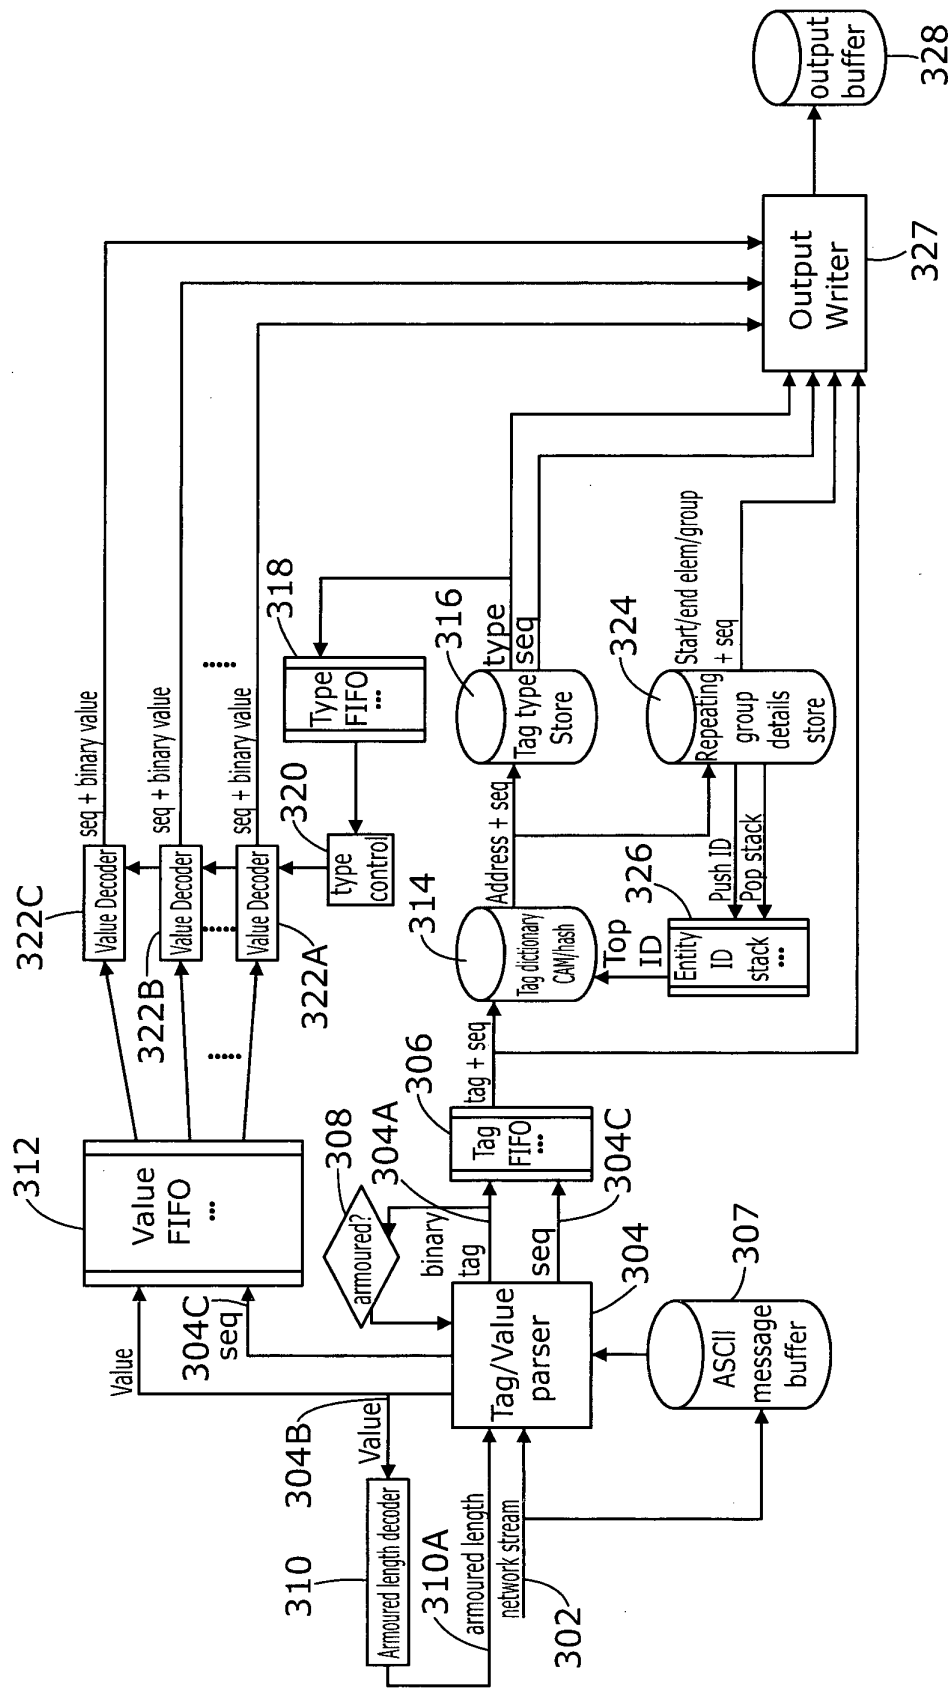 312
Value
FIFO
...
322C
Value Decoder
seq + binary value
322B
Value Decoder
seq + binary value
Value Decoder
seq + binary value
322A
Value
304C
seq
304B
Value
310
Armoured length decoder
310A
armoured length
network stream
302
308
armoured?
304A
binary
tag
seq
304C
Tag/Value
parser
304
307
ASCII
message
buffer
306
Tag
FIFO
...
tag + seq
314
Tag dictionary
CAM/hash
Top
ID
326
Entity
ID
stack
...
Push ID
Pop stack
320
type
control
318
Type
FIFO
...
Address + seq
316
Tag type
Store
type
seq
324
Repeating
group
details
store
Start/end elem/group
+ seq
Output
Writer
327
output
buffer
328